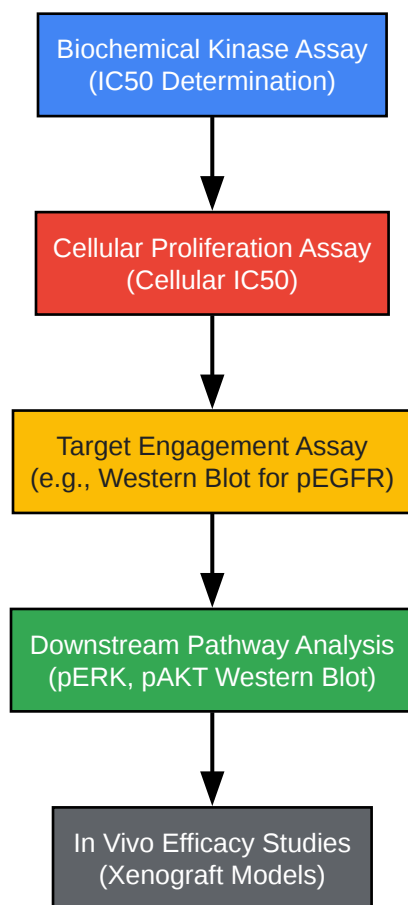 Biochemical Kinase Assay
(IC50 Determination)
Cellular Proliferation Assay
(Cellular IC50)
Target Engagement Assay
(e.g., Western Blot for pEGFR)
Downstream Pathway Analysis
(pERK, pAKT Western Blot)
In Vivo Efficacy Studies
(Xenograft Models)